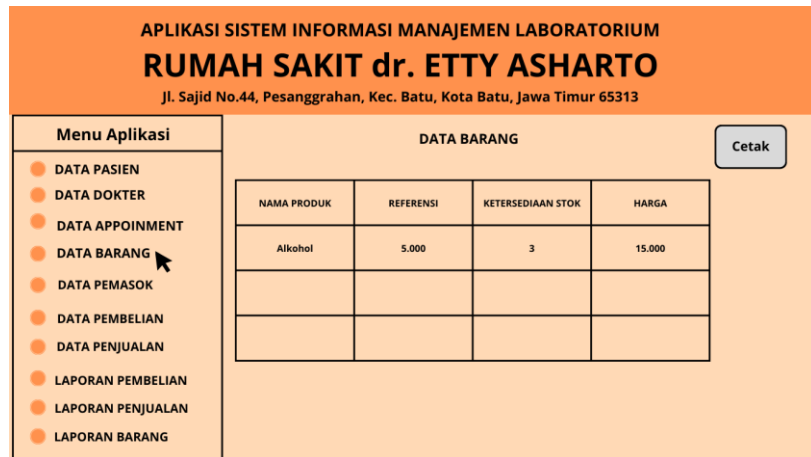 APLIKASI SISTEM INFORMASI MANAJEMEN LABORATORIUM
RUMAH SAKIT dr. ETTY ASHARTO
Jl. Sajid No.44, Pesanggrahan, Kec. Batu, Kota Batu, Jawa Timur 65313
Menu Aplikasi
DATA PASIEN
DATA DOKTER
DATA APPOINMENT
DATA BARANG
DATA PEMASOK
DATA PEMBELIAN
DATA PENJUALAN
LAPORAN PEMBELIAN
LAPORAN PENJUALAN
LAPORAN BARANG
DATA BARANG
Cetak
NAMA PRODUK REFERENSI KETERSEDIAAN STOK HARGA
Alkohol 5.000 3 15.000